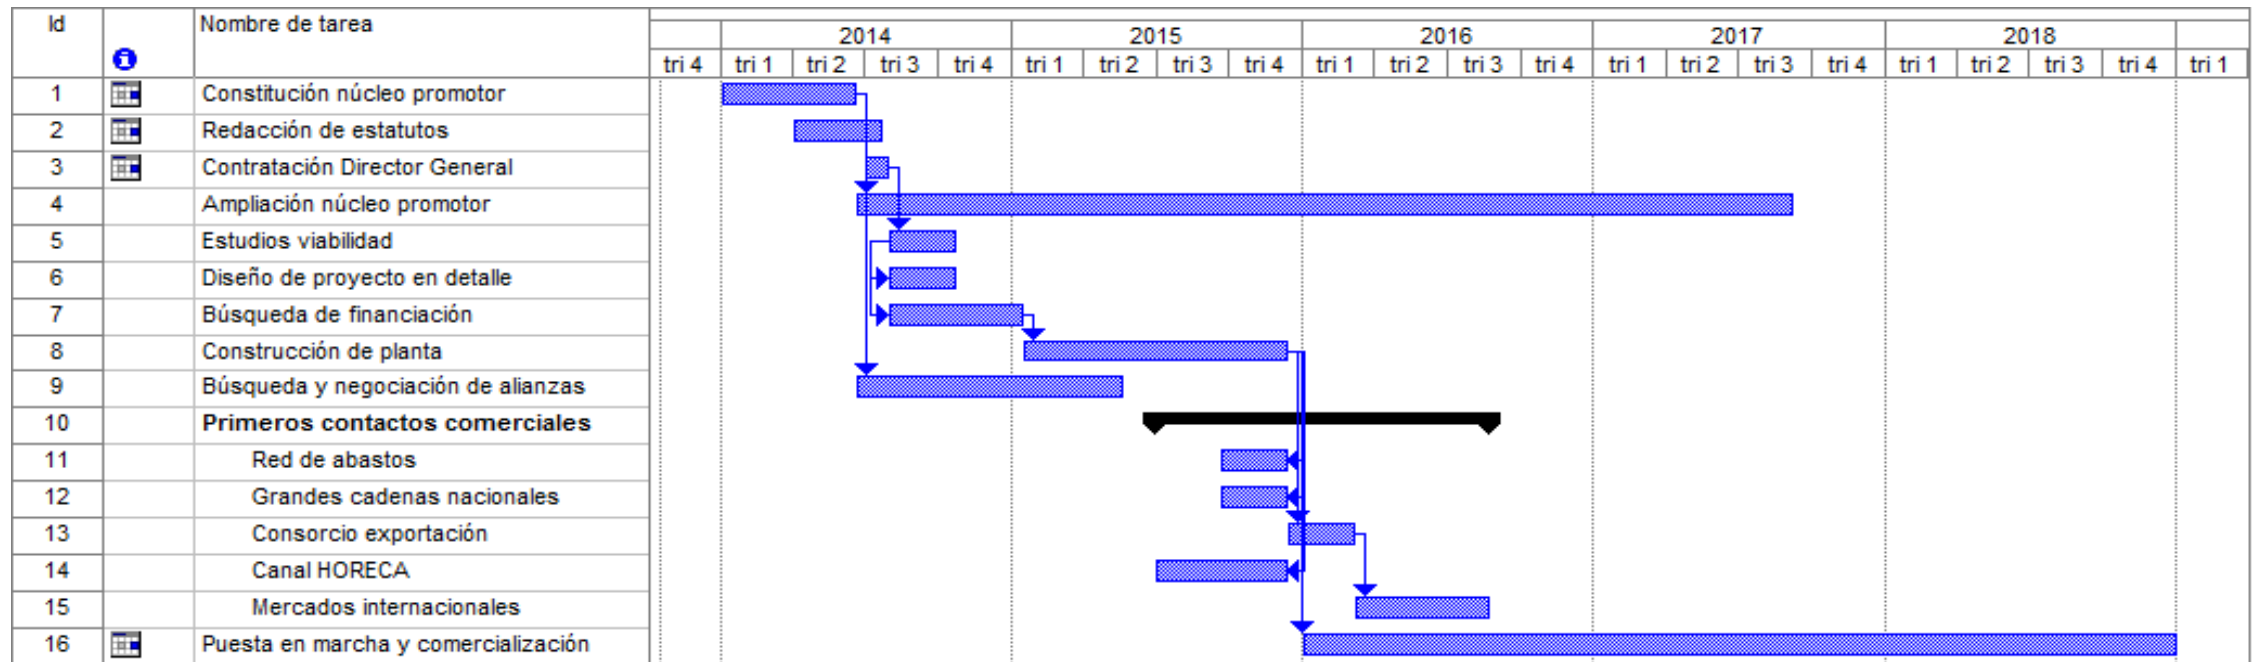 Id Nombre de tarea
2014 2015 2016 2017 2018
tri 4 tri 1 tri 2 tri 3 tri 4 tri 1 tri 2 tri 3 tri 4 tri 1 tri 2 tri 3 tri 4 tri 1 tri 2 tri 3 tri 4 tri 1 tri 2 tri 3 tri 4 tri 1
1 Constitución núcleo promotor
2 Redacción de estatutos
3 Contratación Director General
4 Ampliación núcleo promotor
5 Estudios viabilidad
6 Diseño de proyecto en detalle
7 Búsqueda de financiación
8 Construcción de planta
9 Búsqueda y negociación de alianzas
10 Primeros contactos comerciales
11 Red de abastos
12 Grandes cadenas nacionales
13 Consorcio exportación
14 Canal HORECA
15 Mercados internacionales
16 Puesta en marcha y comercialización